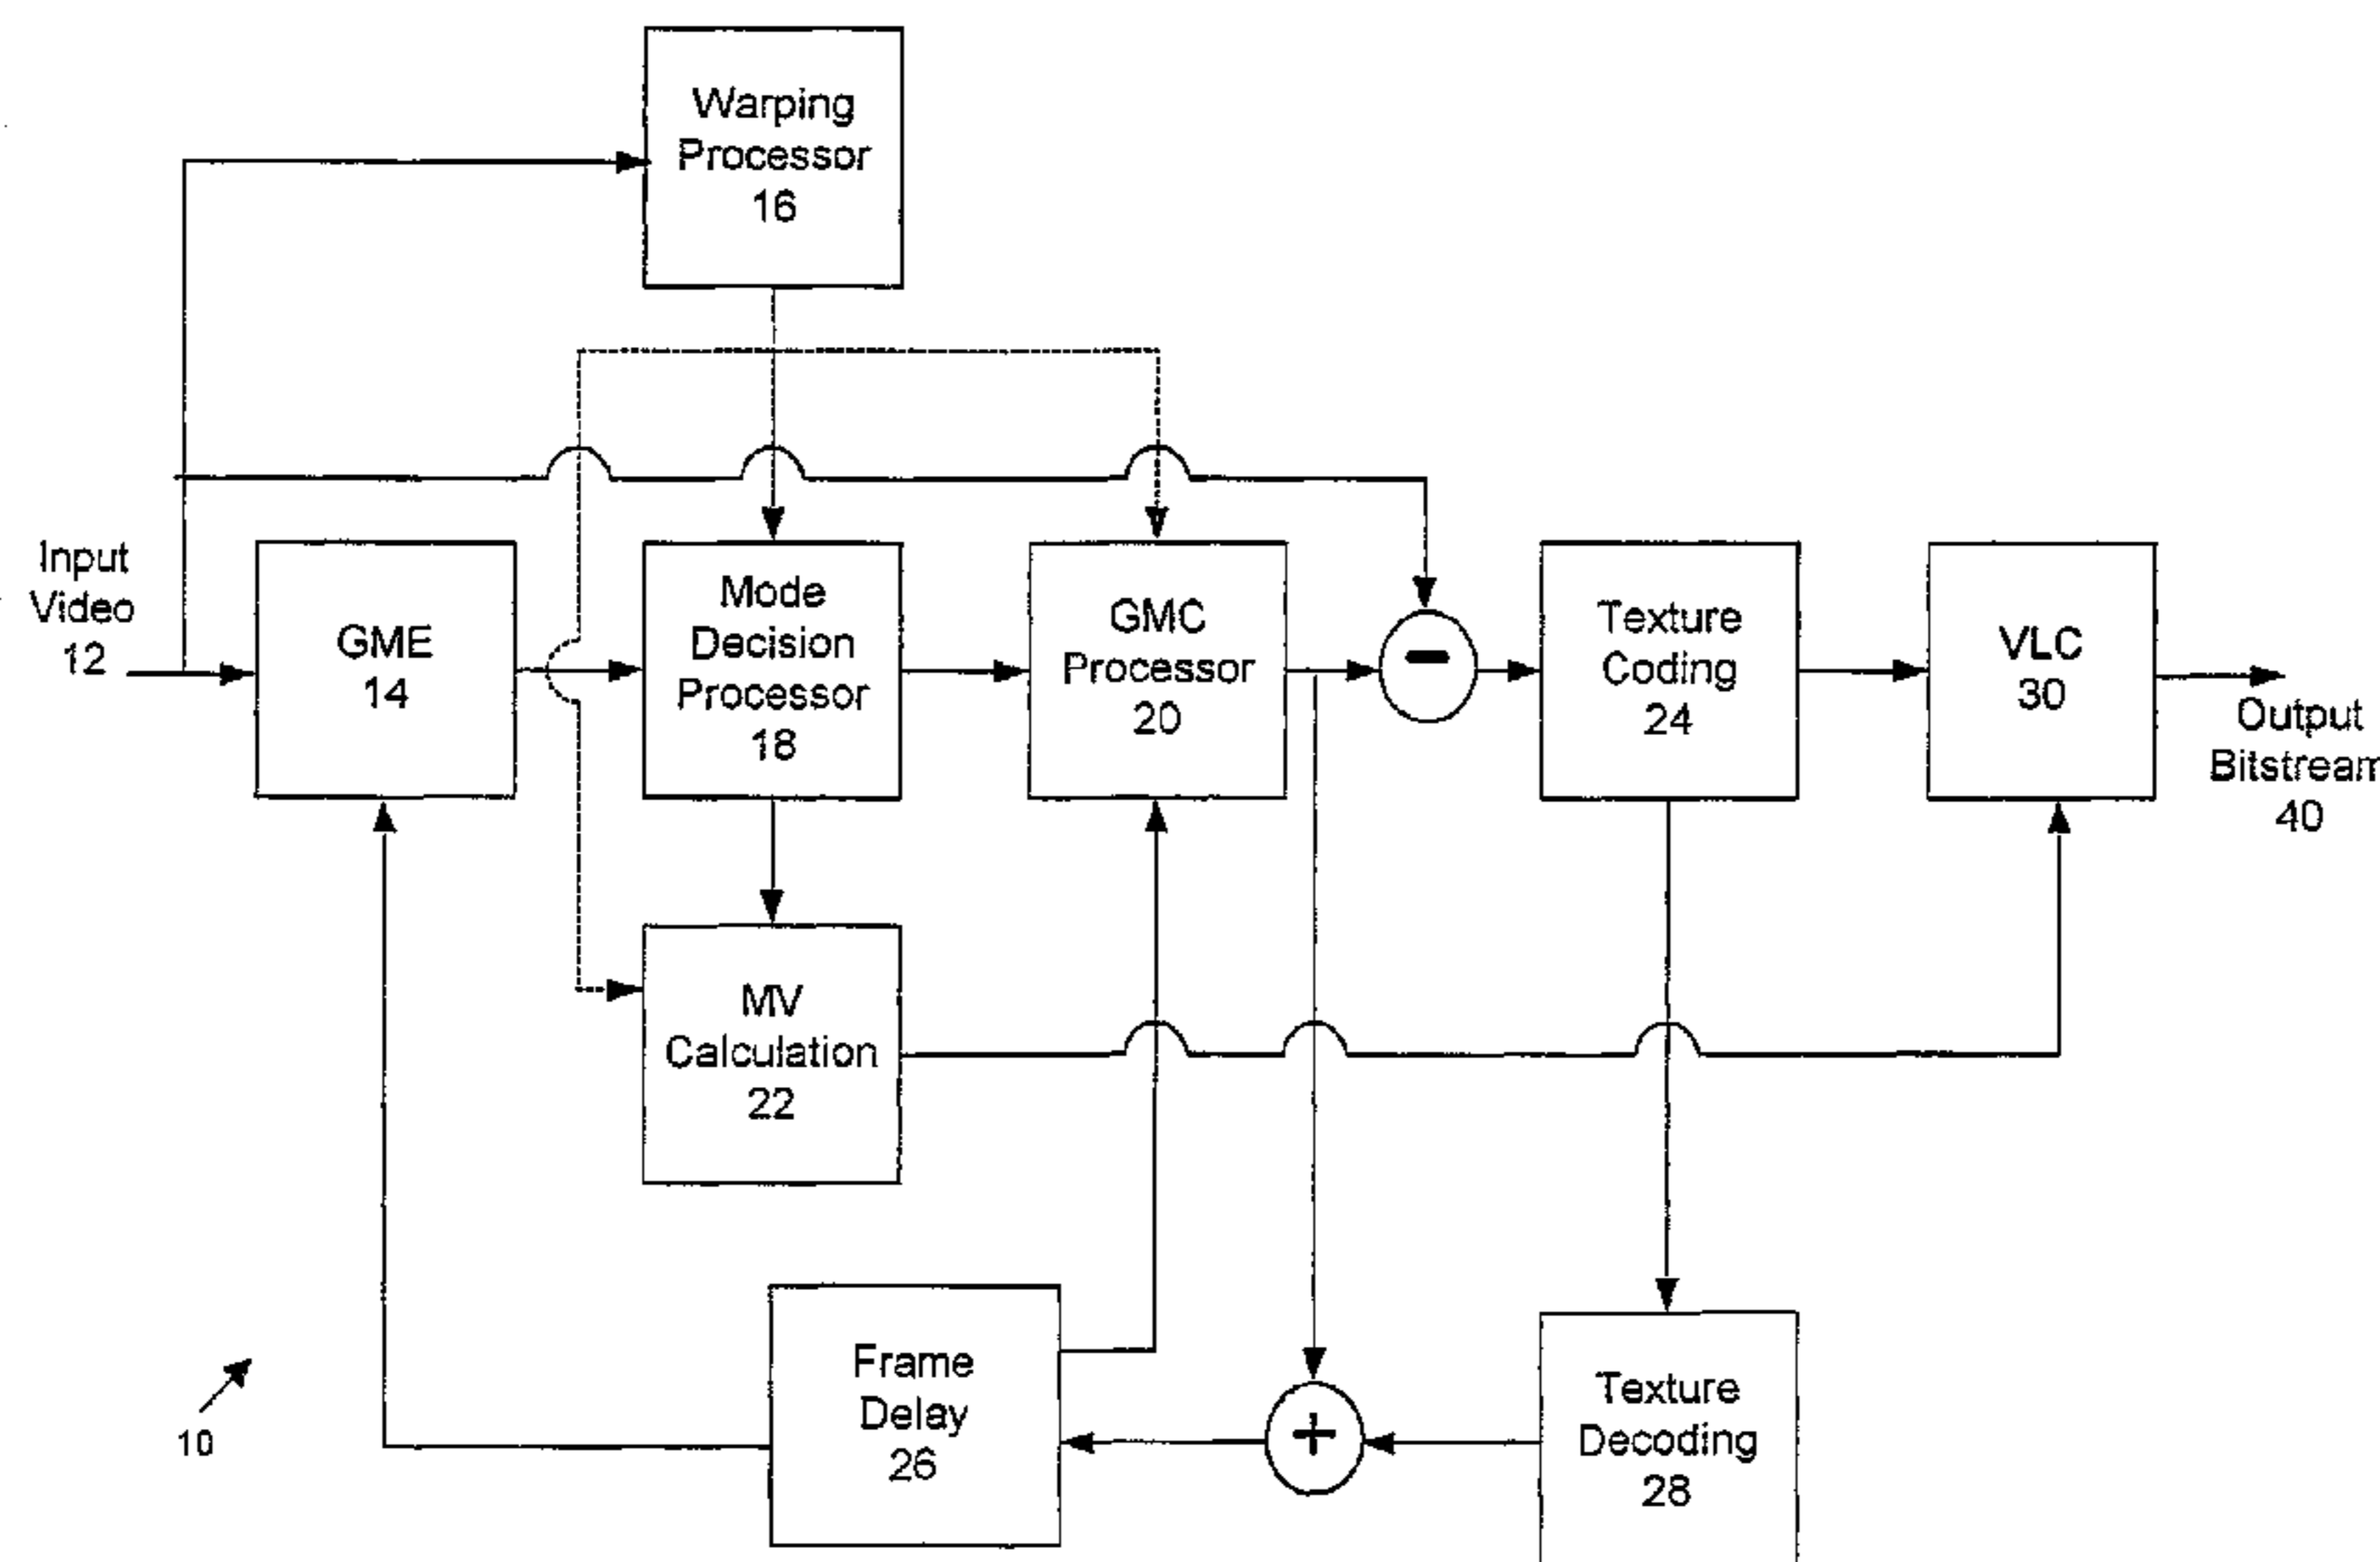 Warping
Processor
16
Input
Video
12
GME
14
Mode
Decision
Processor
18
GMC
Processor
20
-
Texture
Coding
24
VLC
30
Output
Bitstream
40
MV
Calculation
22
Frame
Delay
26
+
Texture
Decoding
28
10